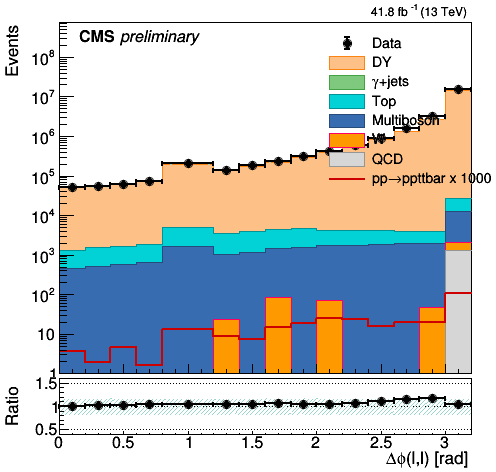 41.8 fb⁻¹ (13 TeV)
CMS preliminary
Events
Data
DY
γ+jets
Top
Multiboson
QCD
pp→ppttbar x 1000
10⁸
10⁷
10⁶
10⁵
10⁴
10³
10²
10
1
Ratio
1.5
1
0.5
0 0.5 1 1.5 2 2.5 3
Δϕ(l,l) [rad]